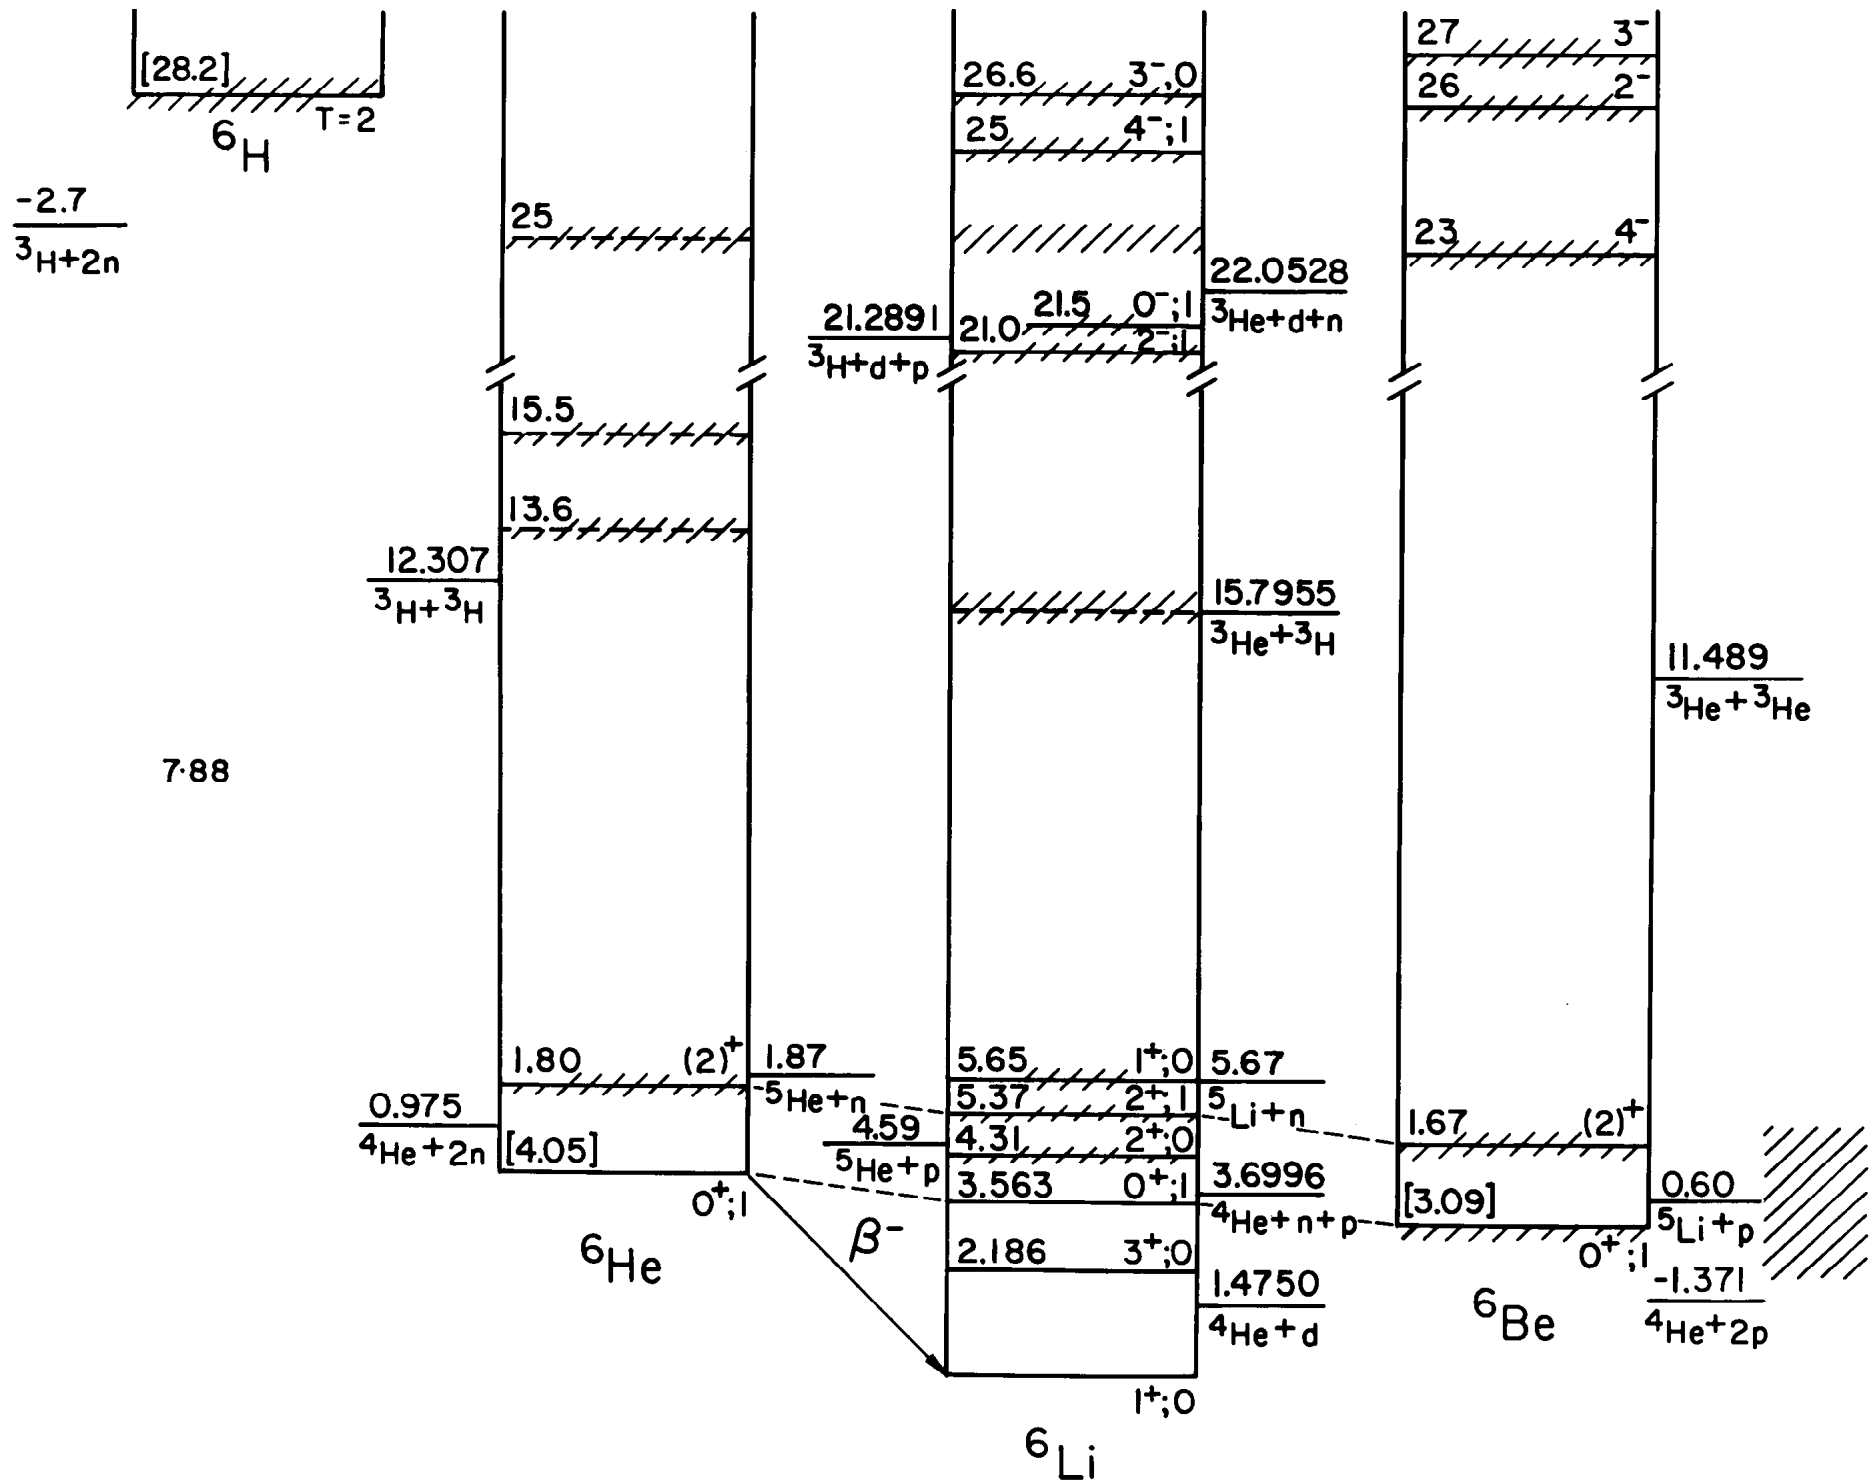 [28.2]
T=2
⁶H
-2.7
³H+2n
25
15.5
13.6
12.307
³H+³H
7·88
1.80 (2)⁺
1.87
⁵He+n
0.975
⁴He+2n
[4.05]
0⁺;1
⁶He
β⁻
26.6 3⁻,0
25 4⁻;1
22.0528
³He+d+n
21.5 0⁻;1
21.2891
³H+d+p
21.0 2⁻;1
15.7955
³He+³H
5.65 1⁺;0
5.67
⁵Li+n
5.37 2⁺;1
4.59
⁵He+p
4.31 2⁺;0
3.6996
⁴He+n+p
3.563 0⁺;1
2.186 3⁺;0
1.4750
⁴He+d
1⁺;0
⁶Li
27 3⁻
26 2⁻
23 4⁻
11.489
³He+³He
1.67 (2)⁺
[3.09]
0.60
⁵Li+p
0⁺;1
-1.371
⁴He+2p
⁶Be